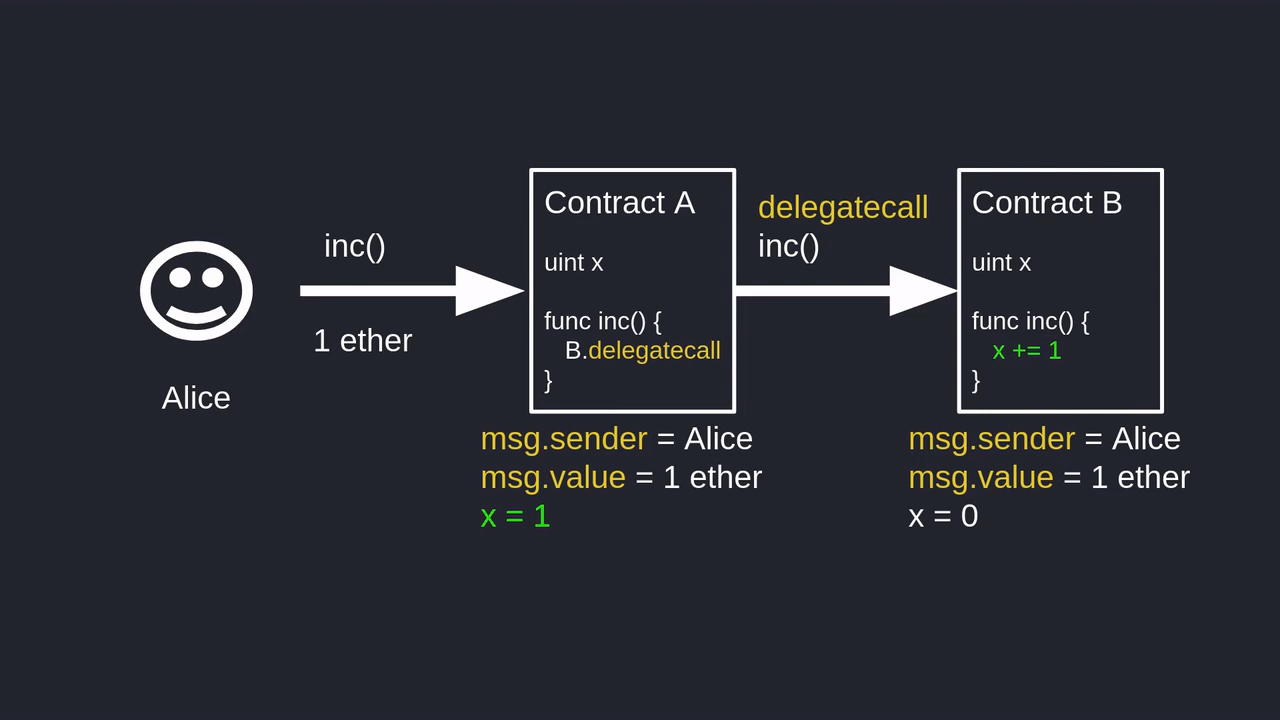 Alice
inc()
1 ether
Contract A
uint x
func inc() {
B.delegatecall
}
msg.sender = Alice
msg.value = 1 ether
x = 1
delegatecall
inc()
Contract B
uint x
func inc() {
x += 1
}
msg.sender = Alice
msg.value = 1 ether
x = 0